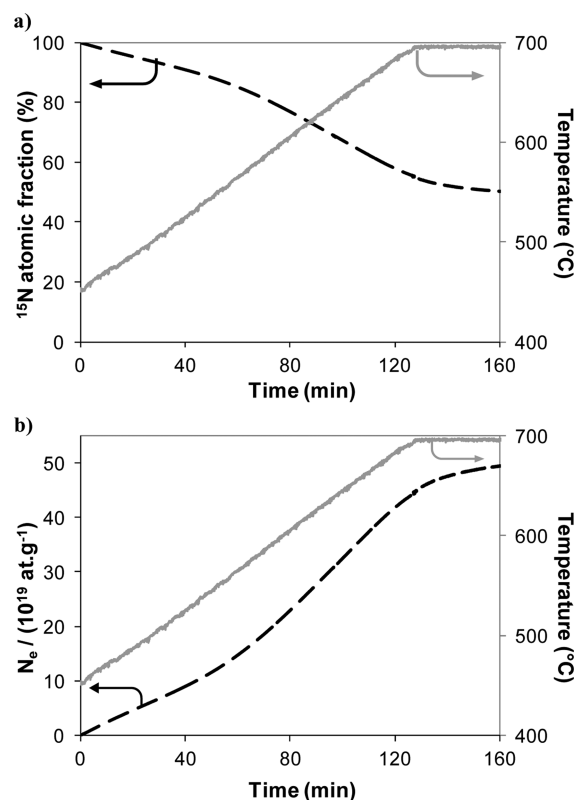 a)
100
80
60
40
20
0
¹⁵N atomic fraction (%)
700
600
500
400
Temperature (°C)
0 40 80 120 160
Time (min)
b)
50
40
30
20
10
0
Nₑ / (10¹⁹ at.g⁻¹)
700
600
500
400
Temperature (°C)
0 40 80 120 160
Time (min)